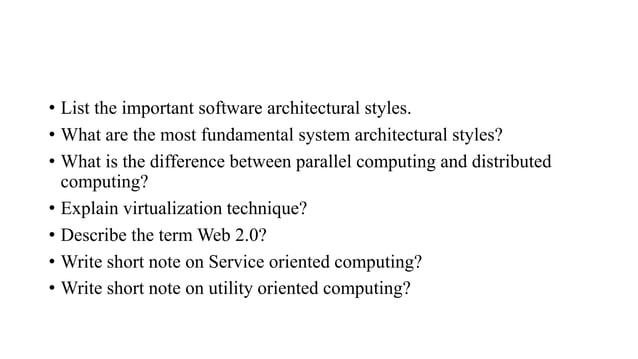 • List the important software architectural styles.
• What are the most fundamental system architectural styles?
• What is the difference between parallel computing and distributed
computing?
• Explain virtualization technique?
• Describe the term Web 2.0?
• Write short note on Service oriented computing?
• Write short note on utility oriented computing?